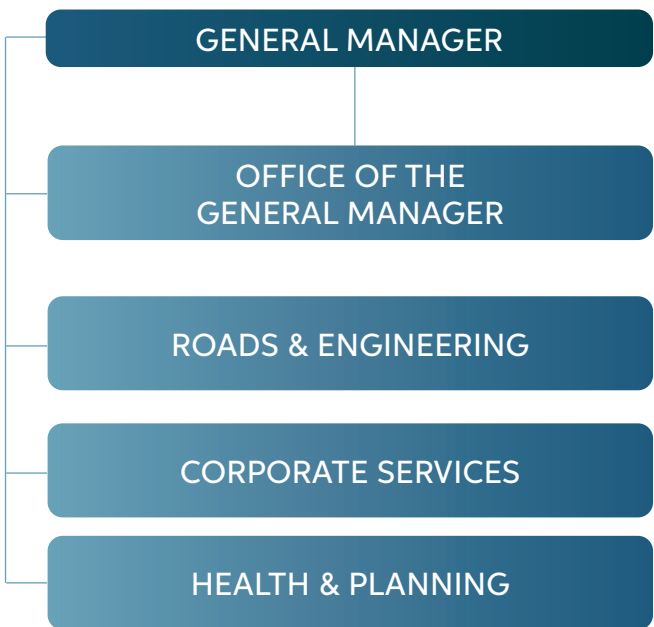 GENERAL MANAGER
OFFICE OF THE
GENERAL MANAGER
ROADS & ENGINEERING
CORPORATE SERVICES
HEALTH & PLANNING